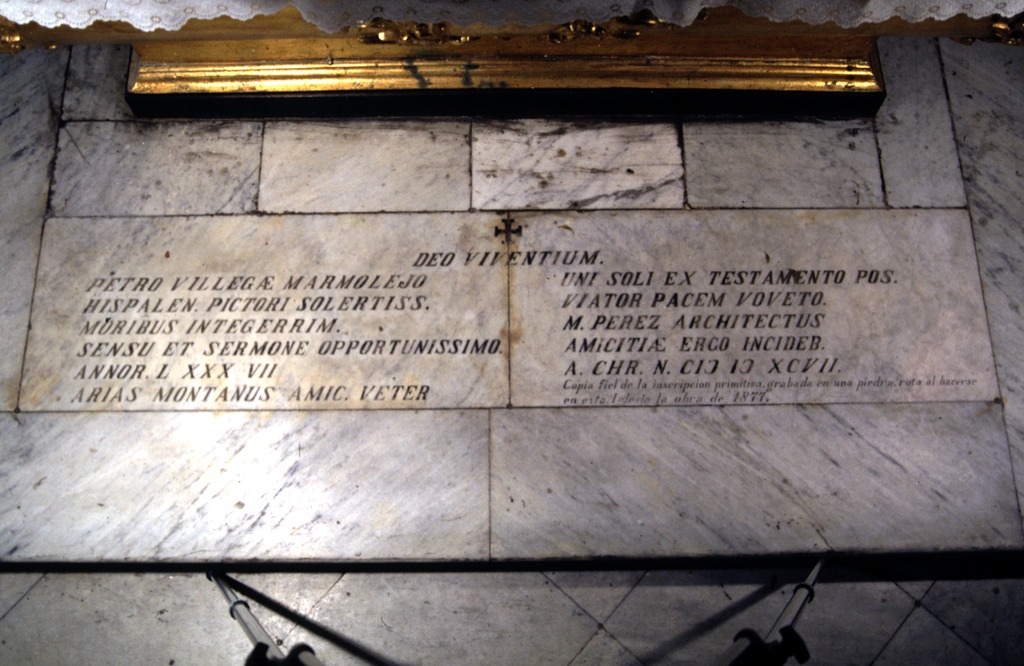 DEO VIVENTIUM.
PETRO VILLEGÆ MARMOLEJO
HISPALEN. PICTORI SOLERTISS.
MORIBUS INTEGERRIM.
SENSU ET SERMONE OPPORTUNISSIMO.
ANNOR. L XXX VII
ARIAS MONTANUS AMIC. VETER
UNI SOLI EX TESTAMENTO POS.
VIATOR PACEM VOVETO.
M. PEREZ ARCHITECTUS
AMICITIÆ ERGO INCIDEB.
A. CHR. N. CIƆ IƆ XCVII.
Copia fiel de la inscripcion primitiva, grabada en una piedra, rota al hacerse
en esta Iglesia la obra de 1877.